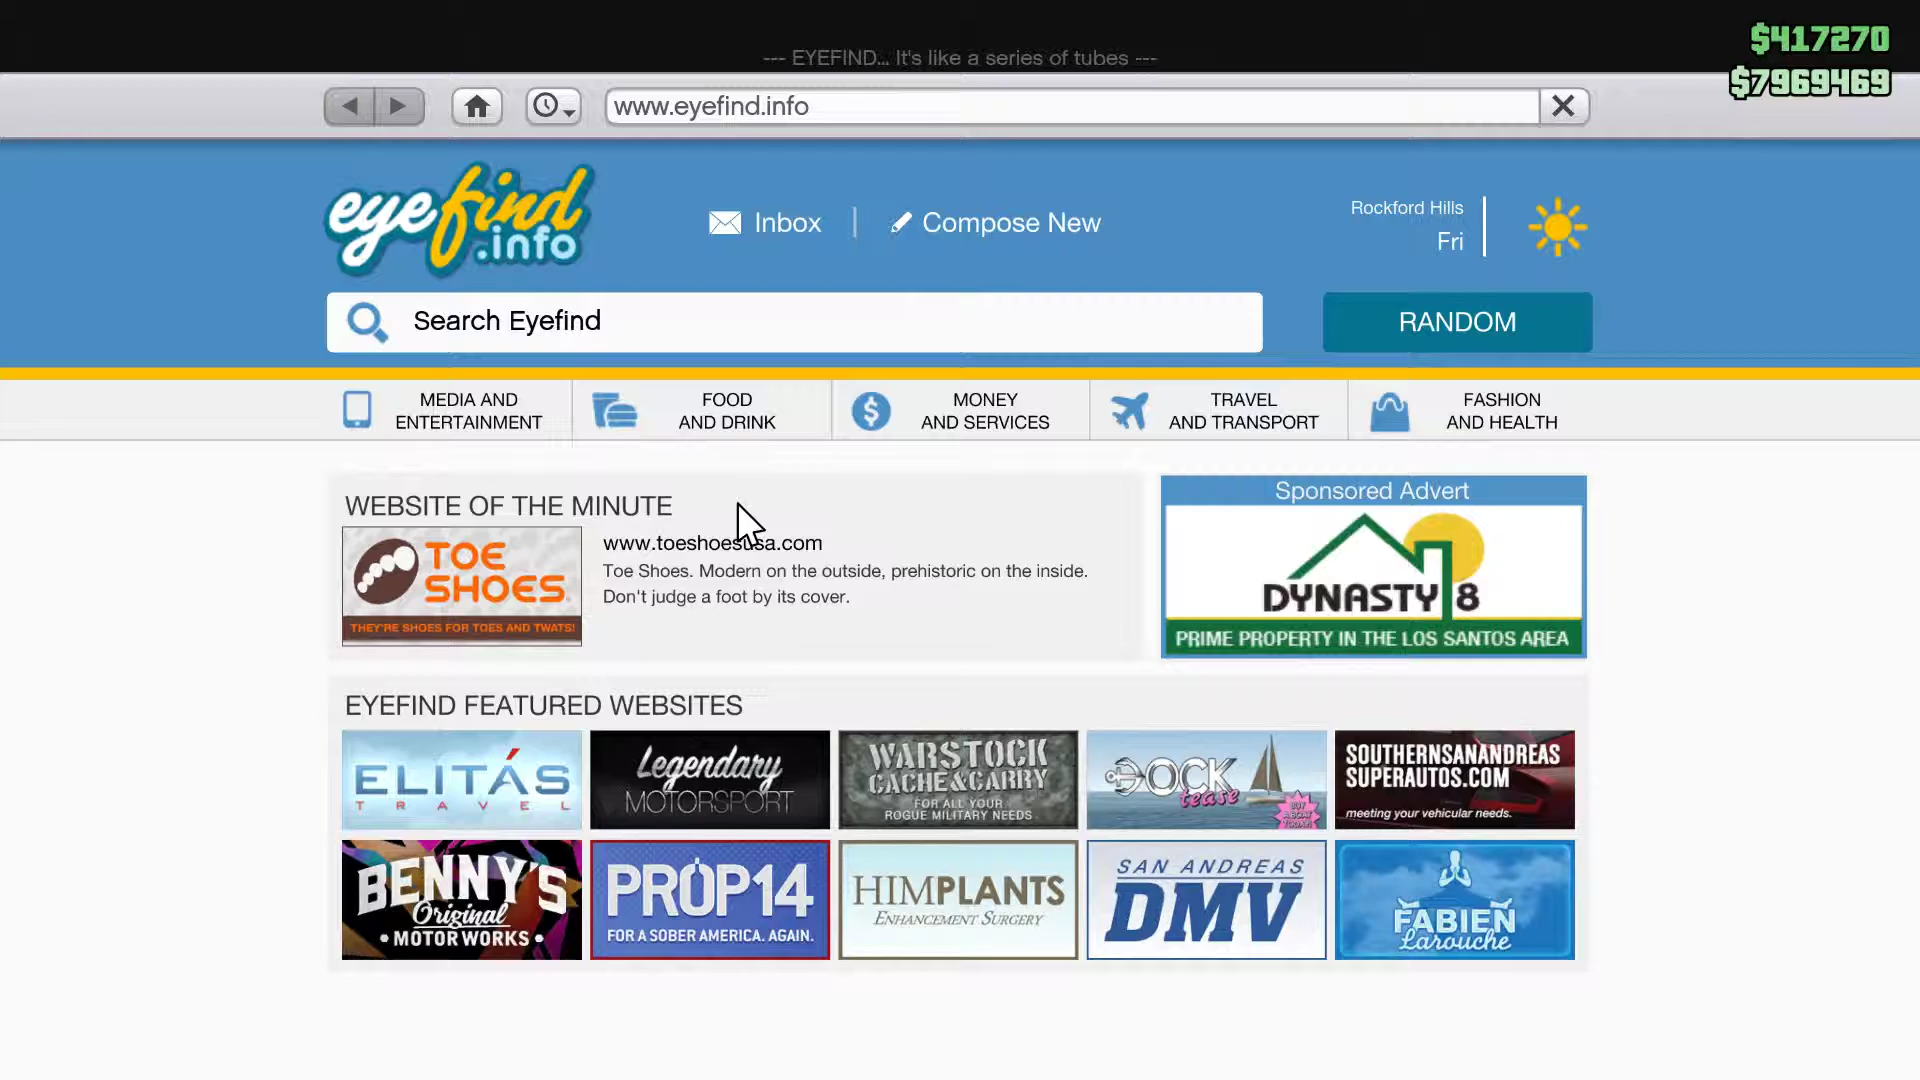 $417270
--- EYEFIND... It's like a series of tubes ---
$7969469
www.eyefind.info
eyefind
.info
Inbox
Compose New
Rockford Hills
Fri
Search Eyefind
RANDOM
MEDIA AND
ENTERTAINMENT
FOOD
AND DRINK
MONEY
AND SERVICES
TRAVEL
AND TRANSPORT
FASHION
AND HEALTH
WEBSITE OF THE MINUTE
TOE
SHOES
THEY'RE SHOES FOR TOES AND TWATS!
www.toeshoesusa.com
Toe Shoes. Modern on the outside, prehistoric on the inside.
Don't judge a foot by its cover.
Sponsored Advert
DYNASTY 8
PRIME PROPERTY IN THE LOS SANTOS AREA
EYEFIND FEATURED WEBSITES
ELITÁS
TRAVEL
Legendary
MOTORSPORT
WARSTOCK
CACHE&CARRY
FOR ALL YOUR
ROGUE MILITARY NEEDS
DOCK
tease
BUY
A BOAT
TODAY!
SOUTHERNSANANDREAS
SUPERAUTOS.COM
meeting your vehicular needs.
BENNY'S
Original
• MOTORWORKS •
PROP14
FOR A SOBER AMERICA. AGAIN.
HIMPLANTS
ENHANCEMENT SURGERY
SAN ANDREAS
DMV
FABIEN
Larouche